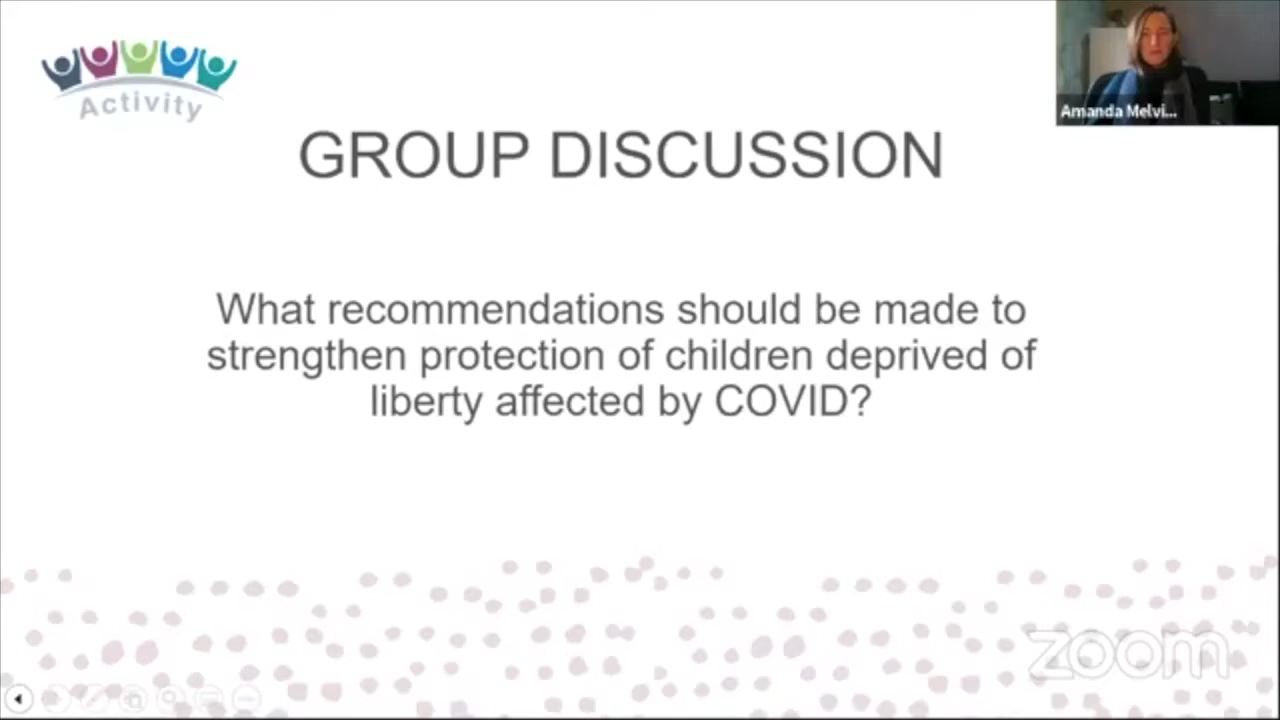 Activity
Amanda Melvi...
GROUP DISCUSSION
What recommendations should be made to
strengthen protection of children deprived of
liberty affected by COVID?
zoom